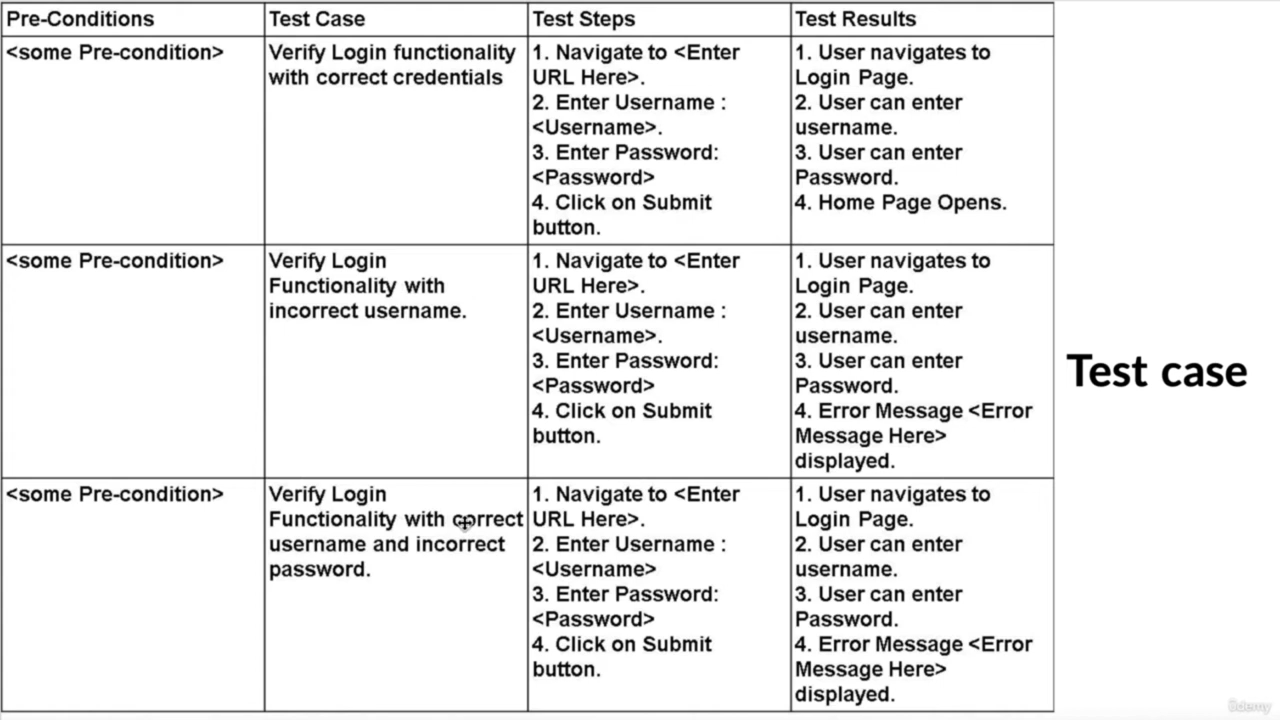 Pre-Conditions
Test Case
Test Steps
Test Results
<some Pre-condition>
Verify Login functionality
with correct credentials
1. Navigate to <Enter
URL Here>.
2. Enter Username :
<Username>.
3. Enter Password:
<Password>
4. Click on Submit
button.
1. User navigates to
Login Page.
2. User can enter
username.
3. User can enter
Password.
4. Home Page Opens.
<some Pre-condition>
Verify Login
Functionality with
incorrect username.
1. Navigate to <Enter
URL Here>.
2. Enter Username :
<Username>.
3. Enter Password:
<Password>
4. Click on Submit
button.
1. User navigates to
Login Page.
2. User can enter
username.
3. User can enter
Password.
4. Error Message <Error
Message Here>
displayed.
<some Pre-condition>
Verify Login
Functionality with correct
username and incorrect
password.
1. Navigate to <Enter
URL Here>.
2. Enter Username :
<Username>
3. Enter Password:
<Password>
4. Click on Submit
button.
1. User navigates to
Login Page.
2. User can enter
username.
3. User can enter
Password.
4. Error Message <Error
Message Here>
displayed.
Test case
ûdemy